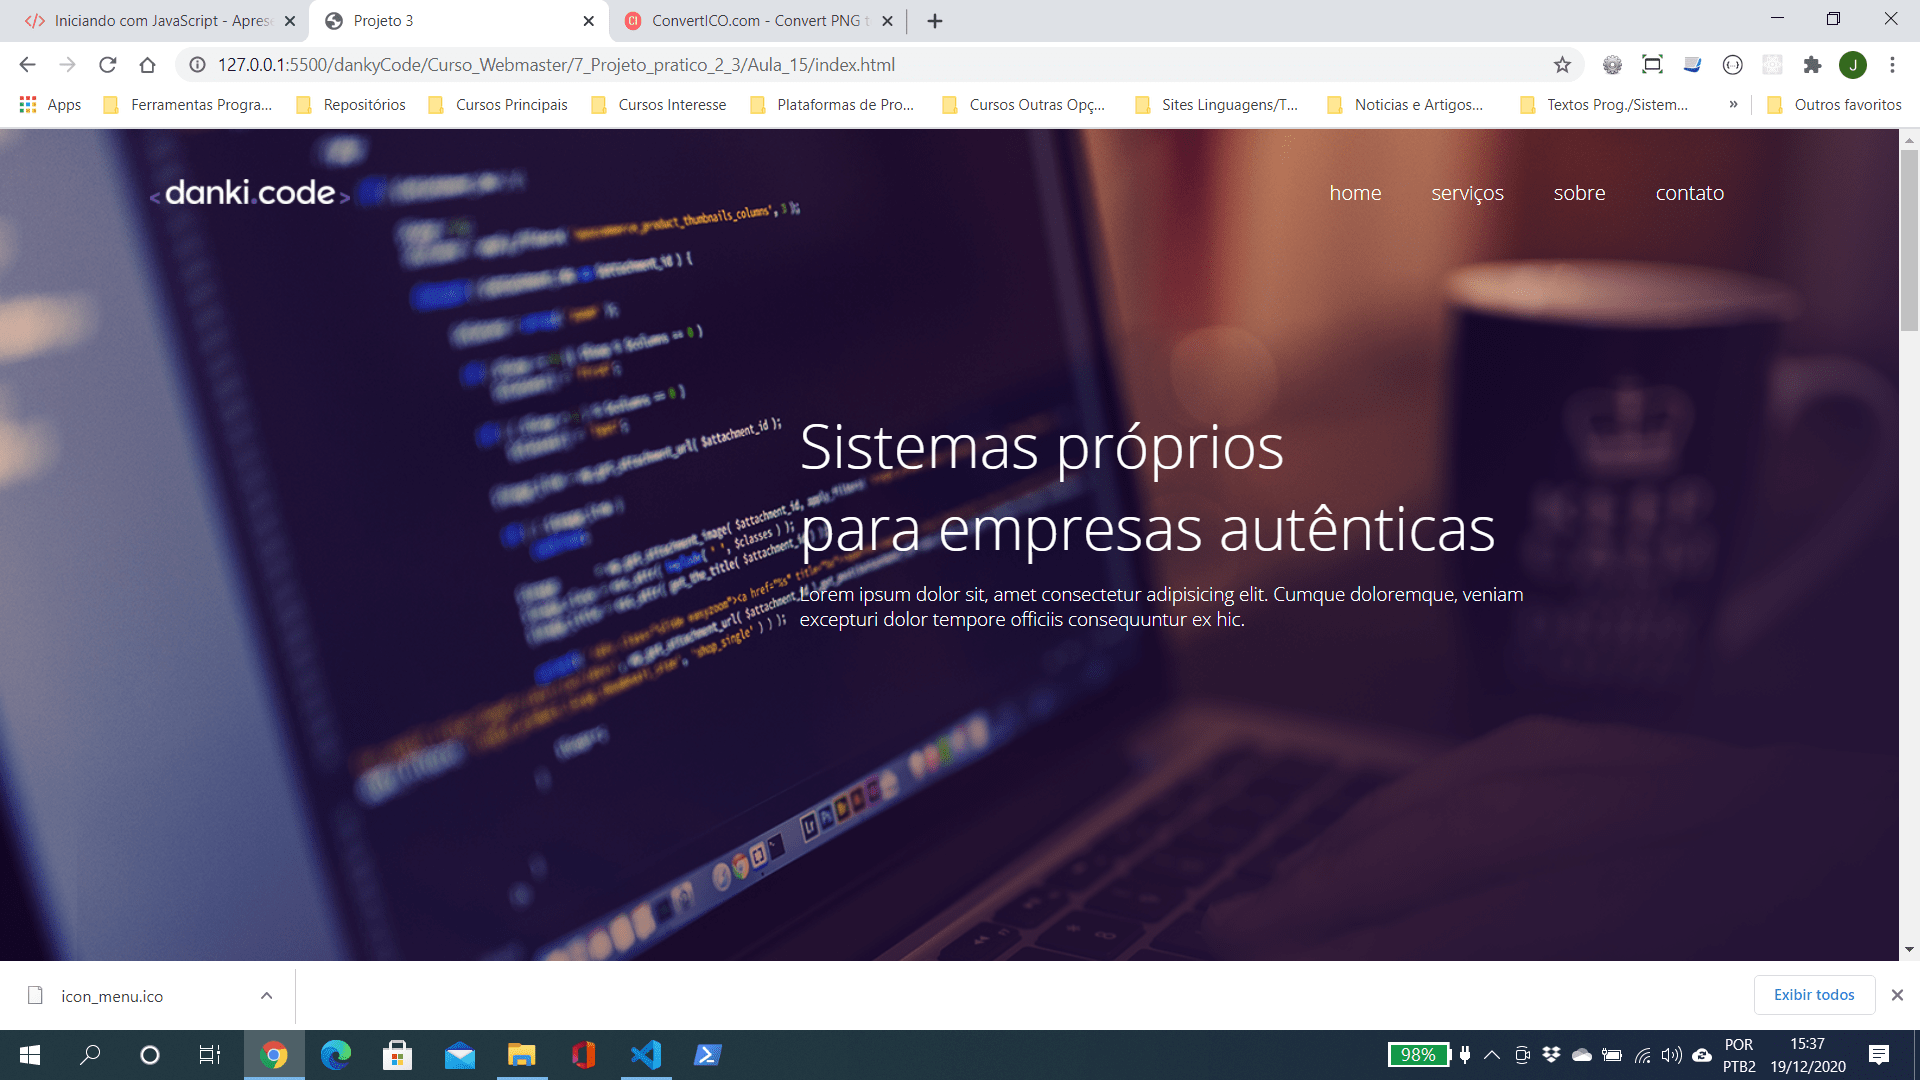 Iniciando com JavaScript - Aprese
Projeto 3
ConvertICO.com - Convert PNG t
127.0.0.1:5500/dankyCode/Curso_Webmaster/7_Projeto_pratico_2_3/Aula_15/index.html
J
Apps
Ferramentas Progra...
Repositórios
Cursos Principais
Cursos Interesse
Plataformas de Pro...
Cursos Outras Opç...
Sites Linguagens/T...
Noticias e Artigos...
Textos Prog./Sistem...
»
Outros favoritos
<danki.code>
home
serviços
sobre
contato
Sistemas próprios
para empresas autênticas
Lorem ipsum dolor sit, amet consectetur adipisicing elit. Cumque doloremque, veniam
excepturi dolor tempore officiis consequuntur ex hic.
icon_menu.ico
Exibir todos
98%
POR
PTB2
15:37
19/12/2020